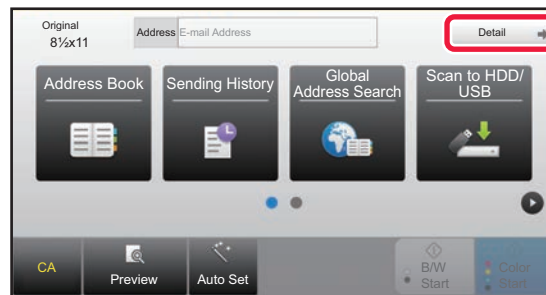 Original
8½x11
Address E-mail Address
Detail
Address Book
Sending History
Global
Address Search
Scan to HDD/
USB
CA
Preview
Auto Set
B/W
Start
Color
Start